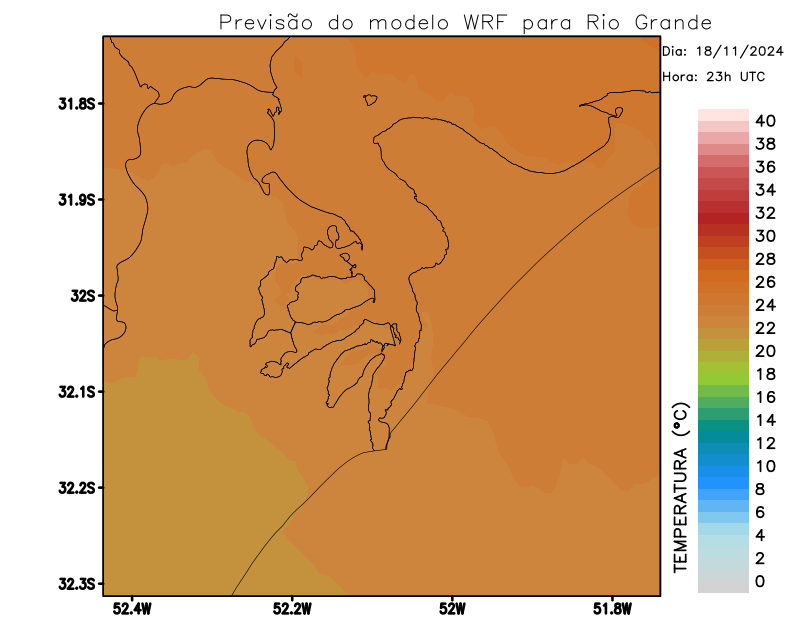 Previsão do modelo WRF para Rio Grande
Dia: 18/11/2024
Hora: 23h UTC
31.8S
31.9S
32S
32.1S
32.2S
32.3S
52.4W
52.2W
52W
51.8W
TEMPERATURA (°C)
40
38
36
34
32
30
28
26
24
22
20
18
16
14
12
10
8
6
4
2
0